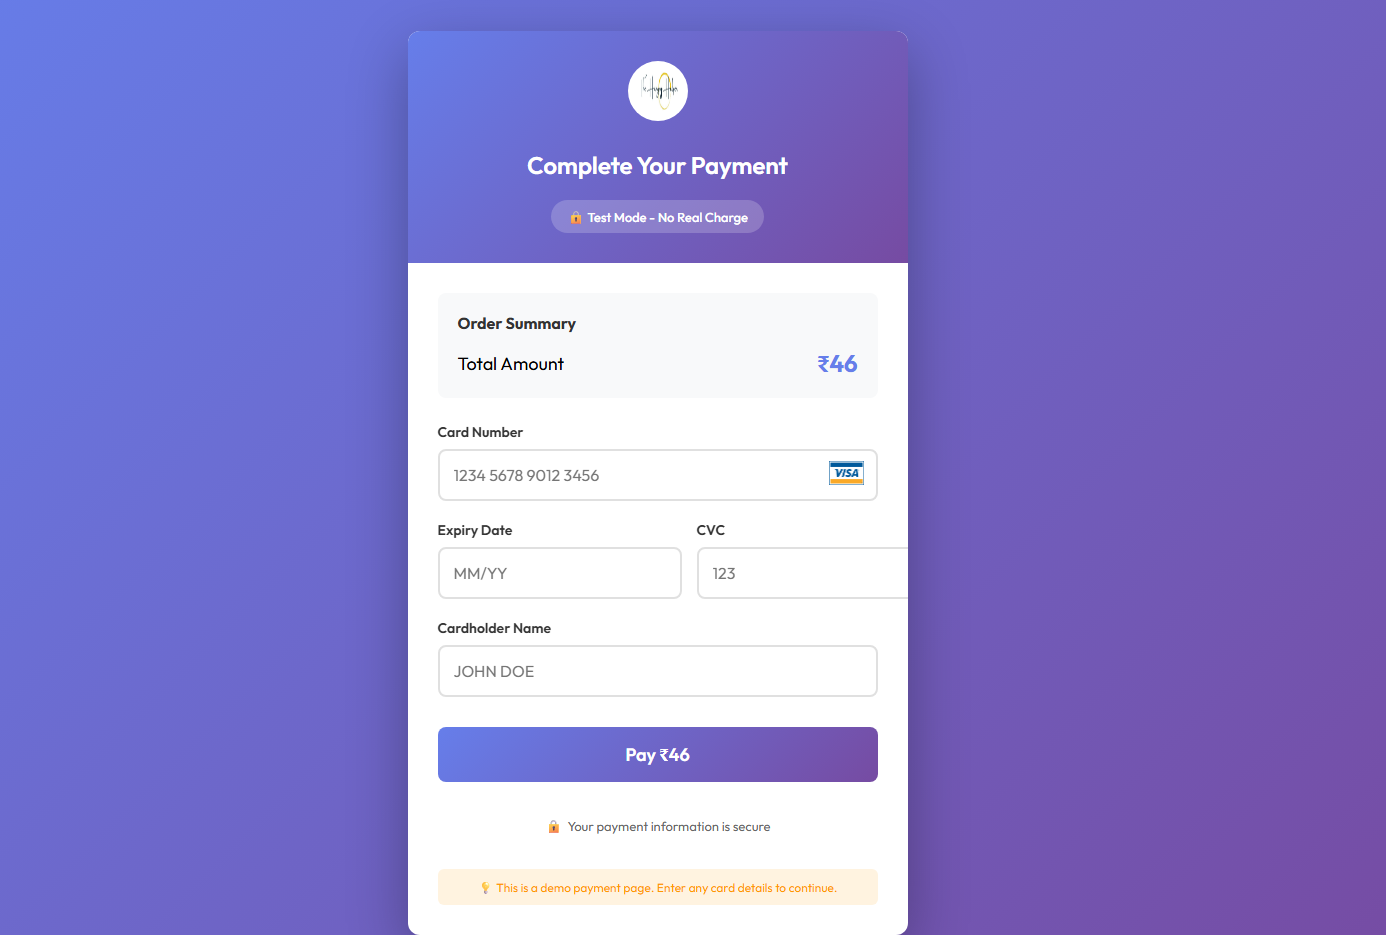 Complete Your Payment
🔒 Test Mode - No Real Charge
Order Summary
Total Amount ₹46
Card Number
1234 5678 9012 3456 VISA
Expiry Date CVC
MM/YY 123
Cardholder Name
JOHN DOE
Pay ₹46
🔒 Your payment information is secure
💡 This is a demo payment page. Enter any card details to continue.